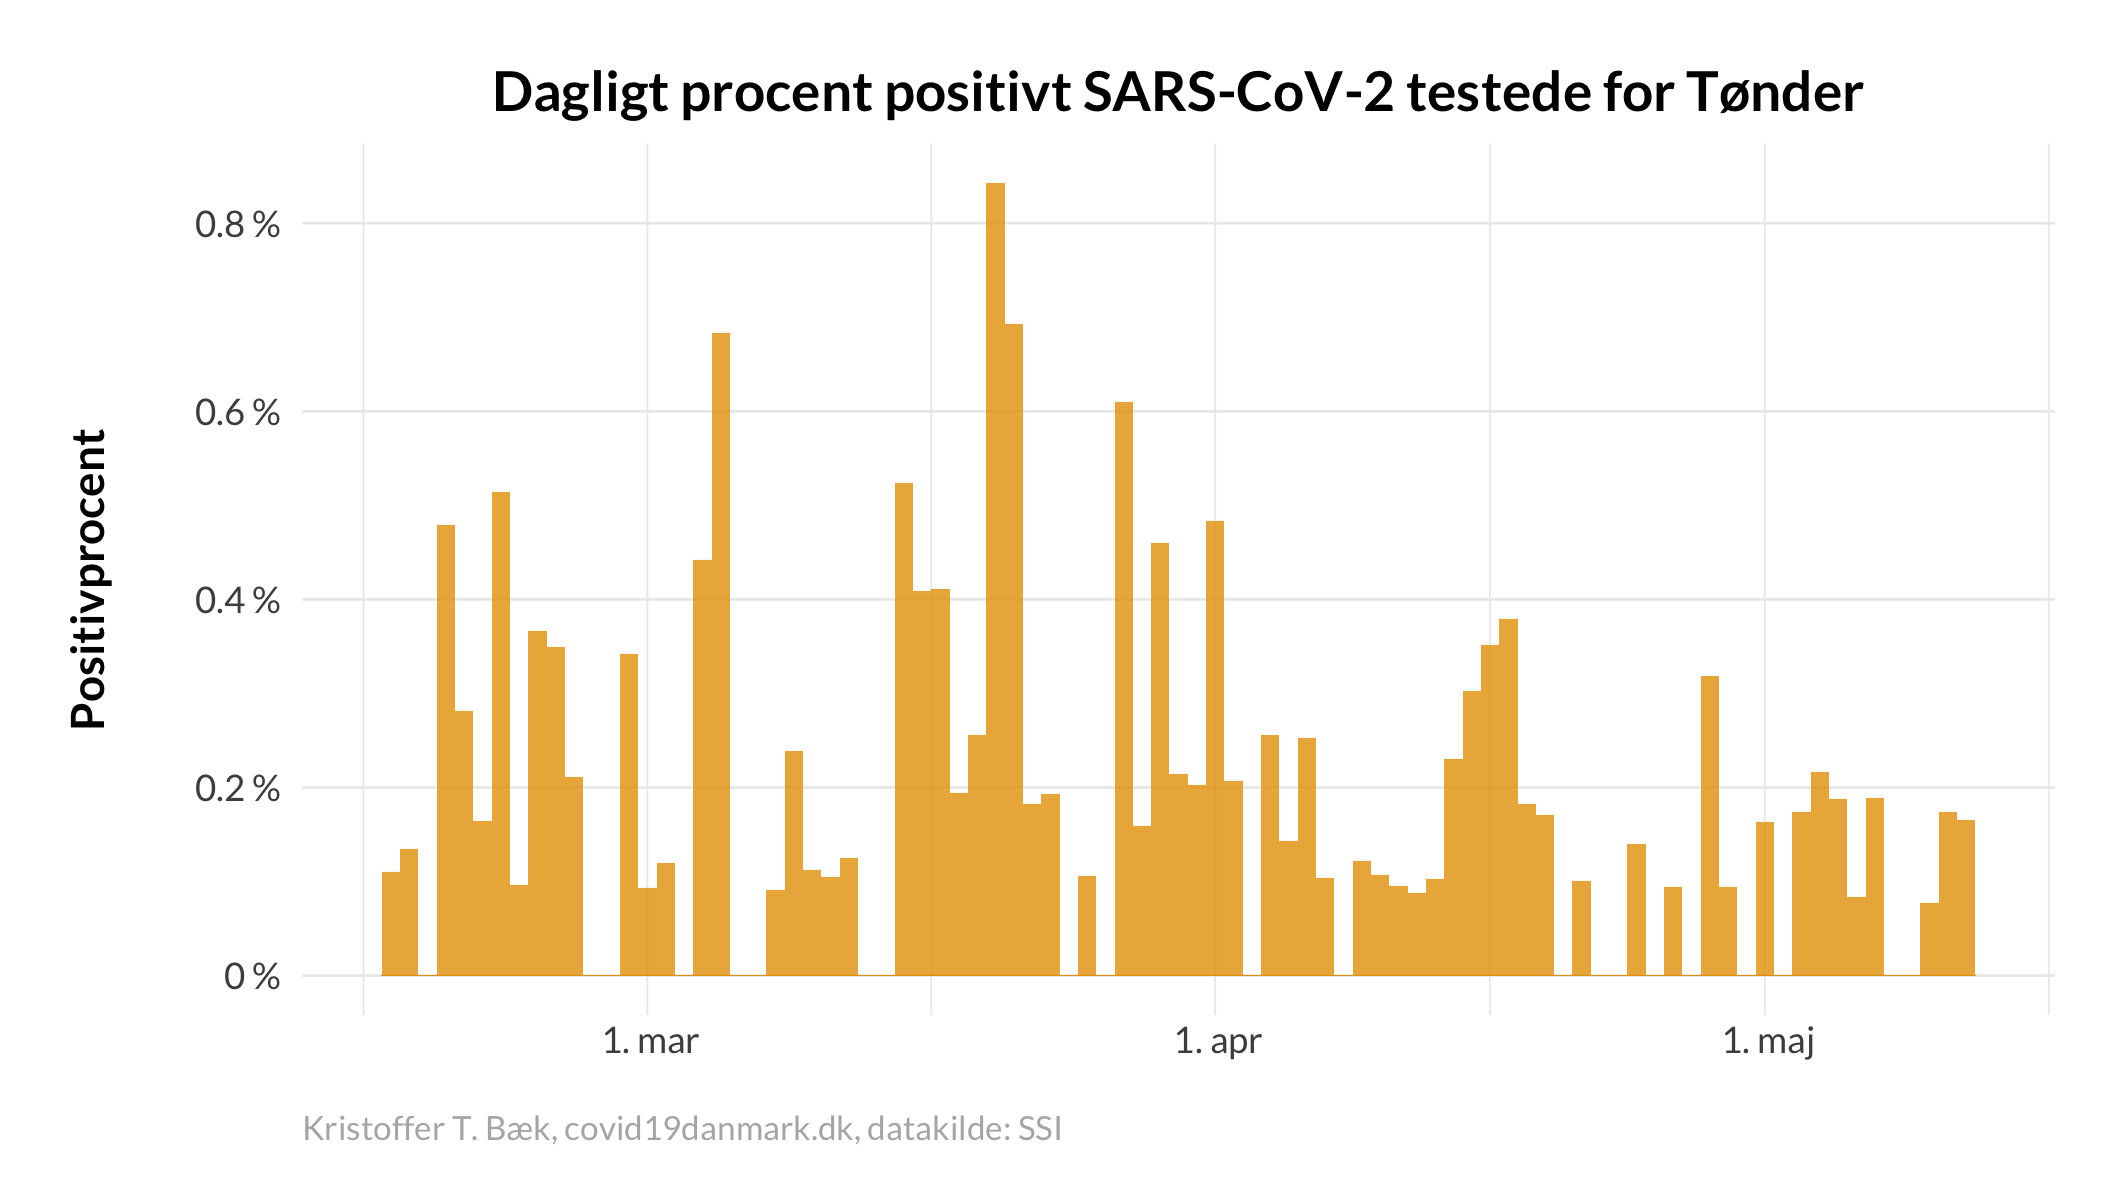 Dagligt procent positivt SARS-CoV-2 testede for Tønder
Positivprocent
0.8 %
0.6 %
0.4 %
0.2 %
0 %
1. mar
1. apr
1. maj
Kristoffer T. Bæk, covid19danmark.dk, datakilde: SSI